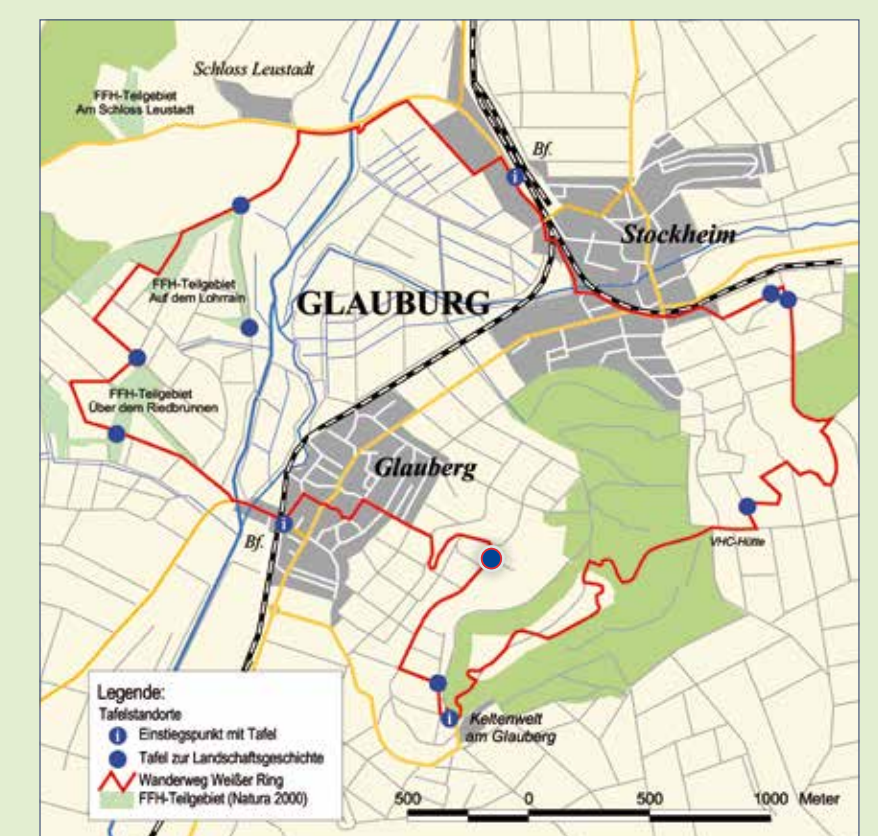 Schloss Leustadt
FFH-Teilgebiet
Am Schloss Leustadt
Bf.
i
Stockheim
FFH-Teilgebiet
Auf dem Lohrrain
GLAUBURG
FFH-Teilgebiet
Über dem Riedbrunnen
Glauberg
i
Bf.
VHC-Hütte
i
Keltenwelt
am Glauberg
Legende:
Tafelstandorte
i Einstiegspunkt mit Tafel
Tafel zur Landschaftsgeschichte
Wanderweg Weißer Ring
FFH-Teilgebiet (Natura 2000)
500 0 500 1000 Meter